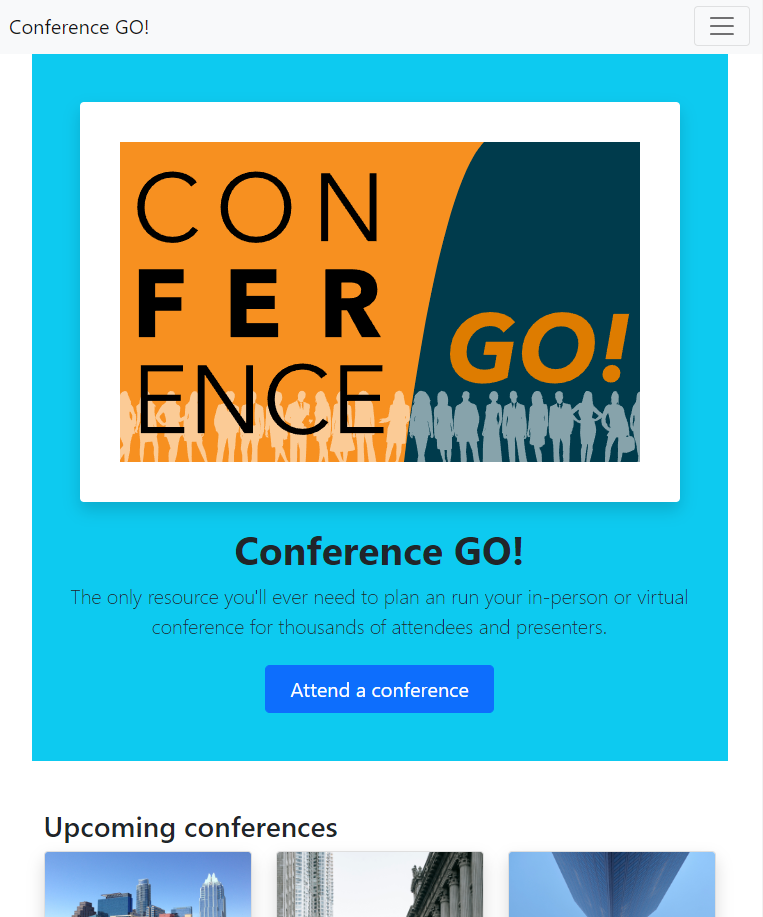 Conference GO!
CON
FER
ENCE
GO!
Conference GO!
The only resource you'll ever need to plan an run your in-person or virtual
conference for thousands of attendees and presenters.
Attend a conference
Upcoming conferences